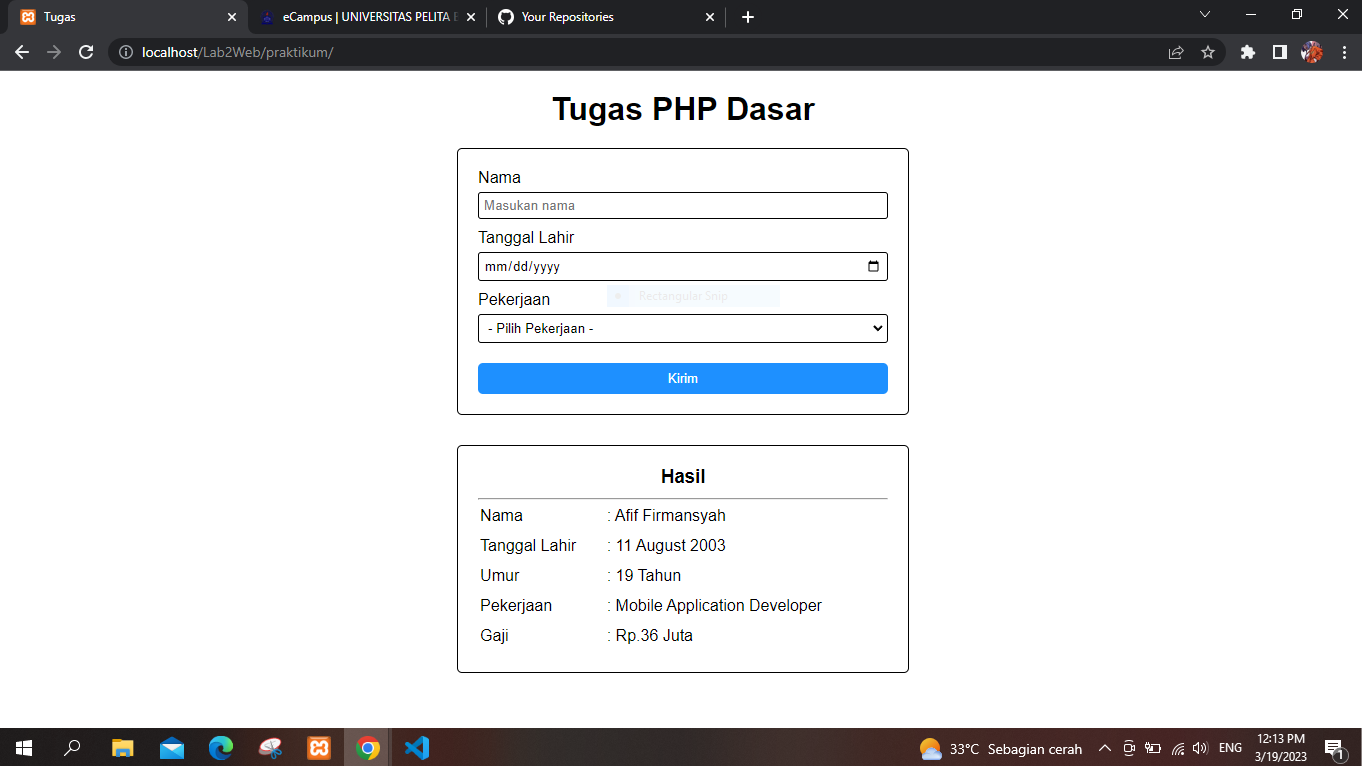 Tugas
eCampus | UNIVERSITAS PELITA
Your Repositories
localhost/Lab2Web/praktikum/
Tugas PHP Dasar
Nama
Masukan nama
Tanggal Lahir
mm/dd/yyyy
Pekerjaan
Rectangular Snip
- Pilih Pekerjaan -
Kirim
Hasil
Nama : Afif Firmansyah
Tanggal Lahir : 11 August 2003
Umur : 19 Tahun
Pekerjaan : Mobile Application Developer
Gaji : Rp.36 Juta
33°C Sebagian cerah
ENG
12:13 PM
3/19/2023
1